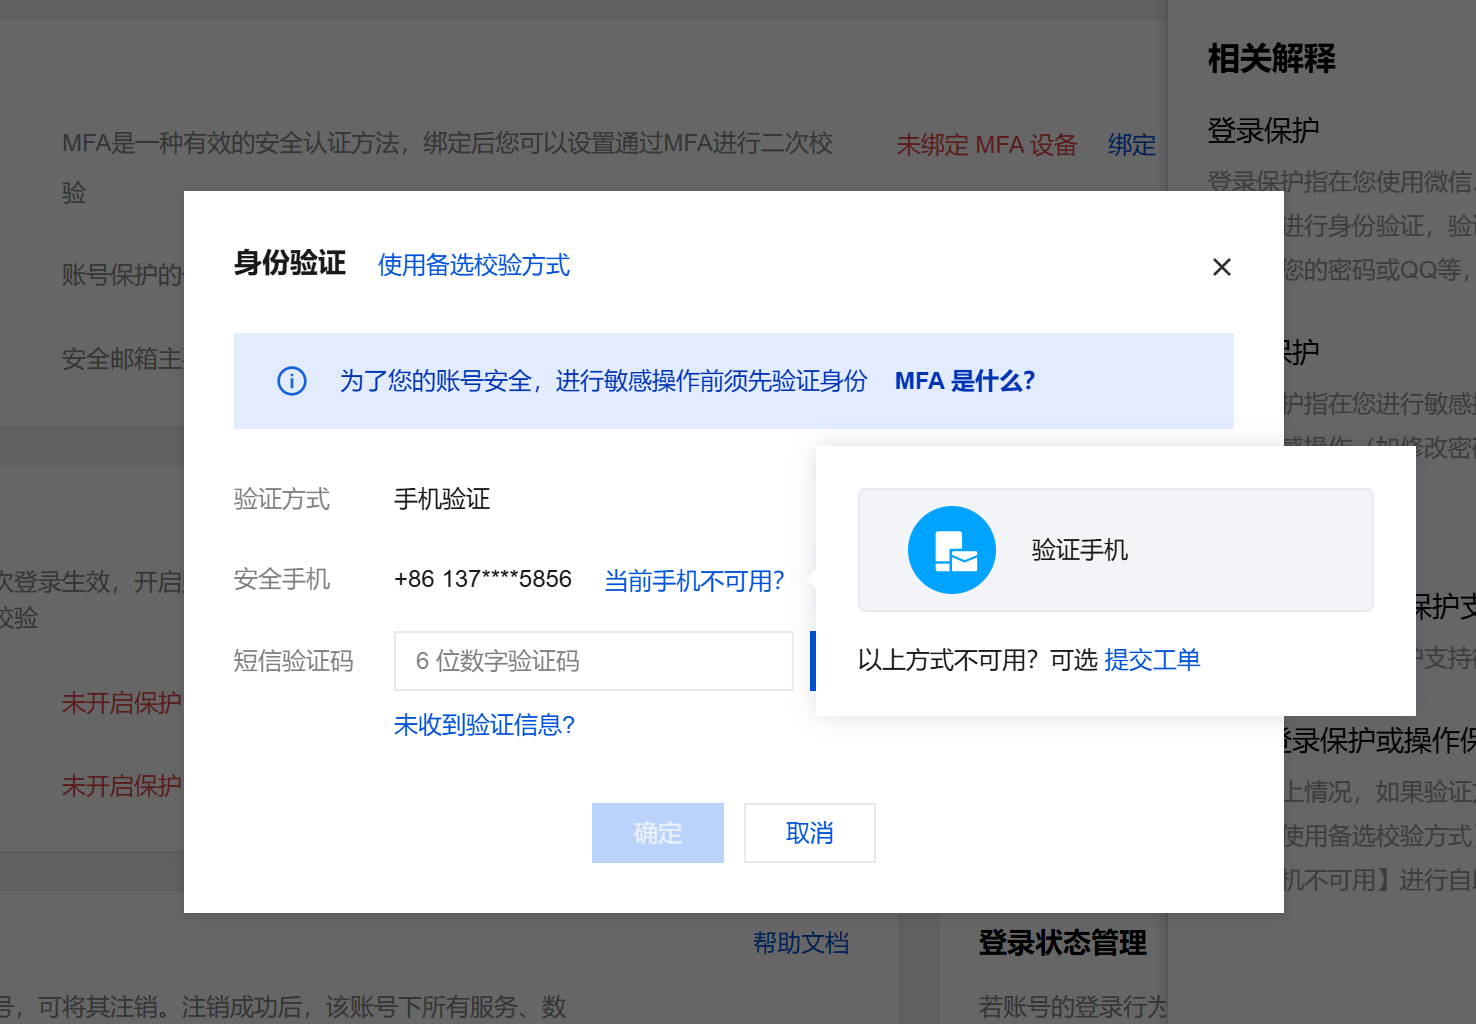 相关解释
登录保护
MFA是一种有效的安全认证方法，绑定后您可以设置通过MFA进行二次校
未绑定 MFA 设备 绑定
验
登录保护指在您使用微信
进行身份验证，验
身份验证 使用备选校验方式
账号保护的
您的密码或QQ等，
保护
安全邮箱主
为了您的账号安全，进行敏感操作前须先验证身份 MFA 是什么？
护指在您进行敏感
感操作（如修改密
验证方式 手机验证
验证手机
安全手机 +86 137****5856 当前手机不可用？
次登录生效，开启
校验
保护支
短信验证码 6 位数字验证码
以上方式不可用？可选 提交工单
支持
未开启保护
未收到验证信息？
登录保护或操作保
未开启保护
上情况，如果验证
确定 取消
使用备选校验方式
机不可用】进行自
帮助文档
登录状态管理
号，可将其注销。注销成功后，该账号下所有服务、数
若账号的登录行为